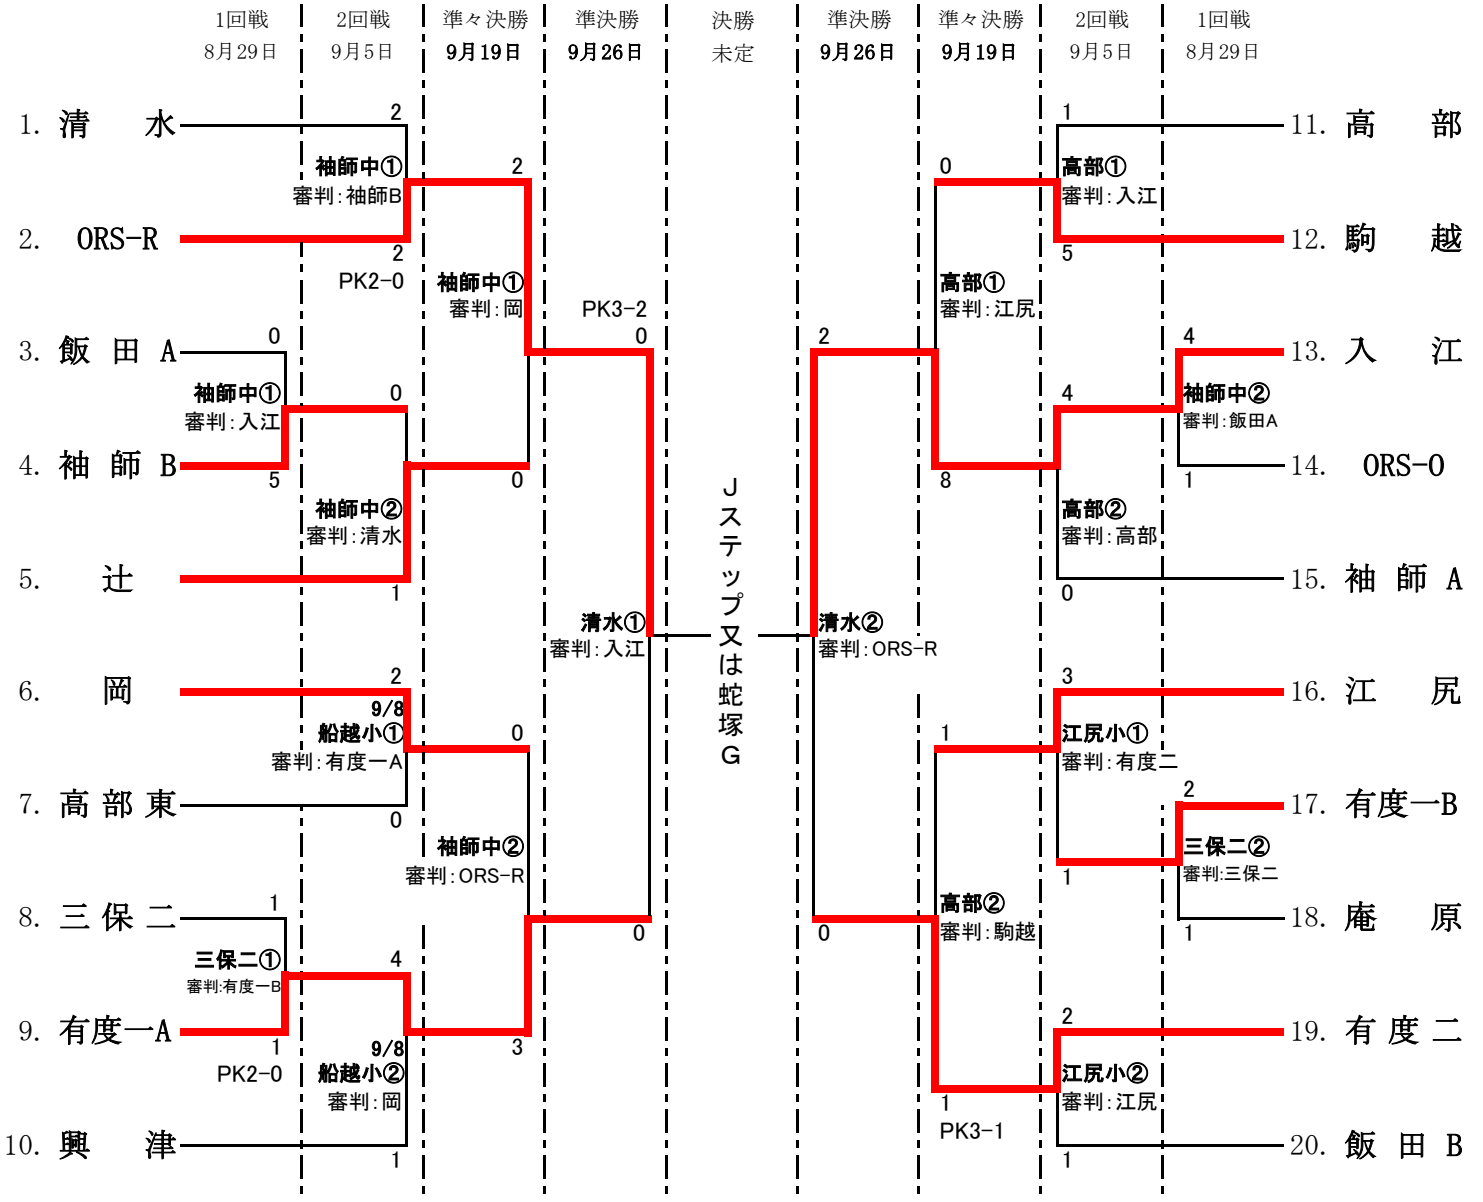 1回戦 2回戦 準々決勝 準決勝 決勝 準決勝 準々決勝 2回戦 1回戦
8月29日 9月5日 9月19日 9月26日 未定 9月26日 9月19日 9月5日 8月29日
1. 清 水
2
袖師中①
審判:袖師B
2. ORS-R
2
PK2-0
2
袖師中①
審判:岡
3. 飯 田 A
0
袖師中①
審判:入江
4. 袖 師 B
5
0
袖師中②
審判:清水
0
5. 辻
1
PK3-2
0
清水①
審判:入江
6. 岡
2
9/8
船越小①
審判:有度一A
0
7. 高 部 東
0
袖師中②
審判:ORS-R
8. 三 保 二
1
三保二①
審判:有度一B
9. 有度一A
1
PK2-0
4
9/8
船越小②
審判:岡
3
0
10. 興 津
1
Jステップ又は蛇塚G
1
11. 高 部
高部①
審判:入江
0
5
12. 駒 越
高部①
審判:江尻
2
4
13. 入 江
袖師中②
審判:飯田A
4
8
1
14. ORS-O
高部②
審判:高部
0
15. 袖 師 A
清水②
審判:ORS-R
3
16. 江 尻
江尻小①
審判:有度二
1
2
17. 有度一B
三保二②
審判:三保二
1
1
18. 庵 原
高部②
審判:駒越
0
2
19. 有 度 二
江尻小②
審判:江尻
1
PK3-1
1
20. 飯 田 B